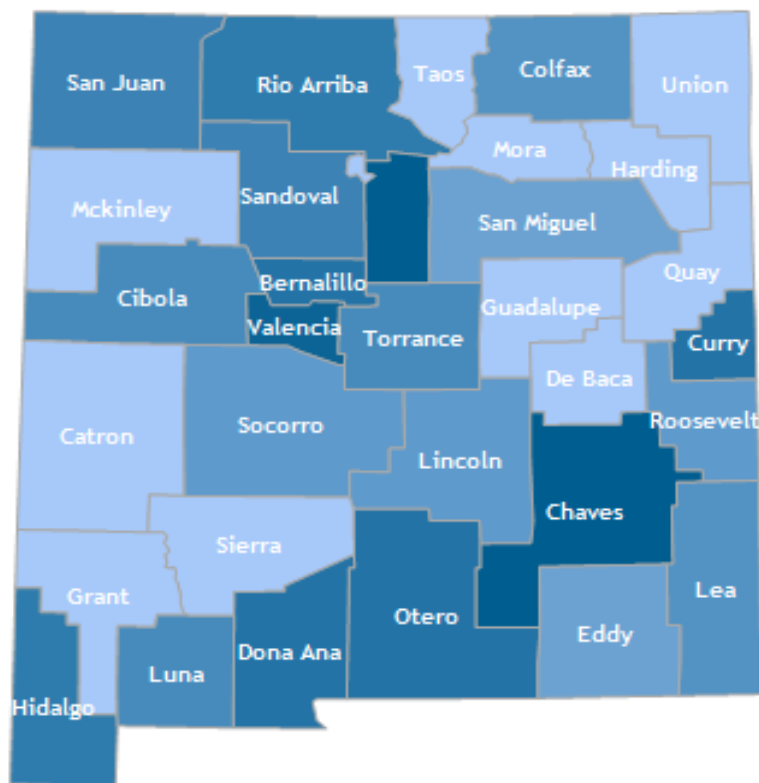 San Juan
Rio Arriba
Taos
Colfax
Union
Mora
Harding
Mckinley
Sandoval
San Miguel
Quay
Cibola
Bernalillo
Guadalupe
Valencia
Torrance
Curry
De Baca
Catron
Socorro
Lincoln
Roosevelt
Chaves
Sierra
Grant
Otero
Lea
Eddy
Dona Ana
Luna
Hidalgo